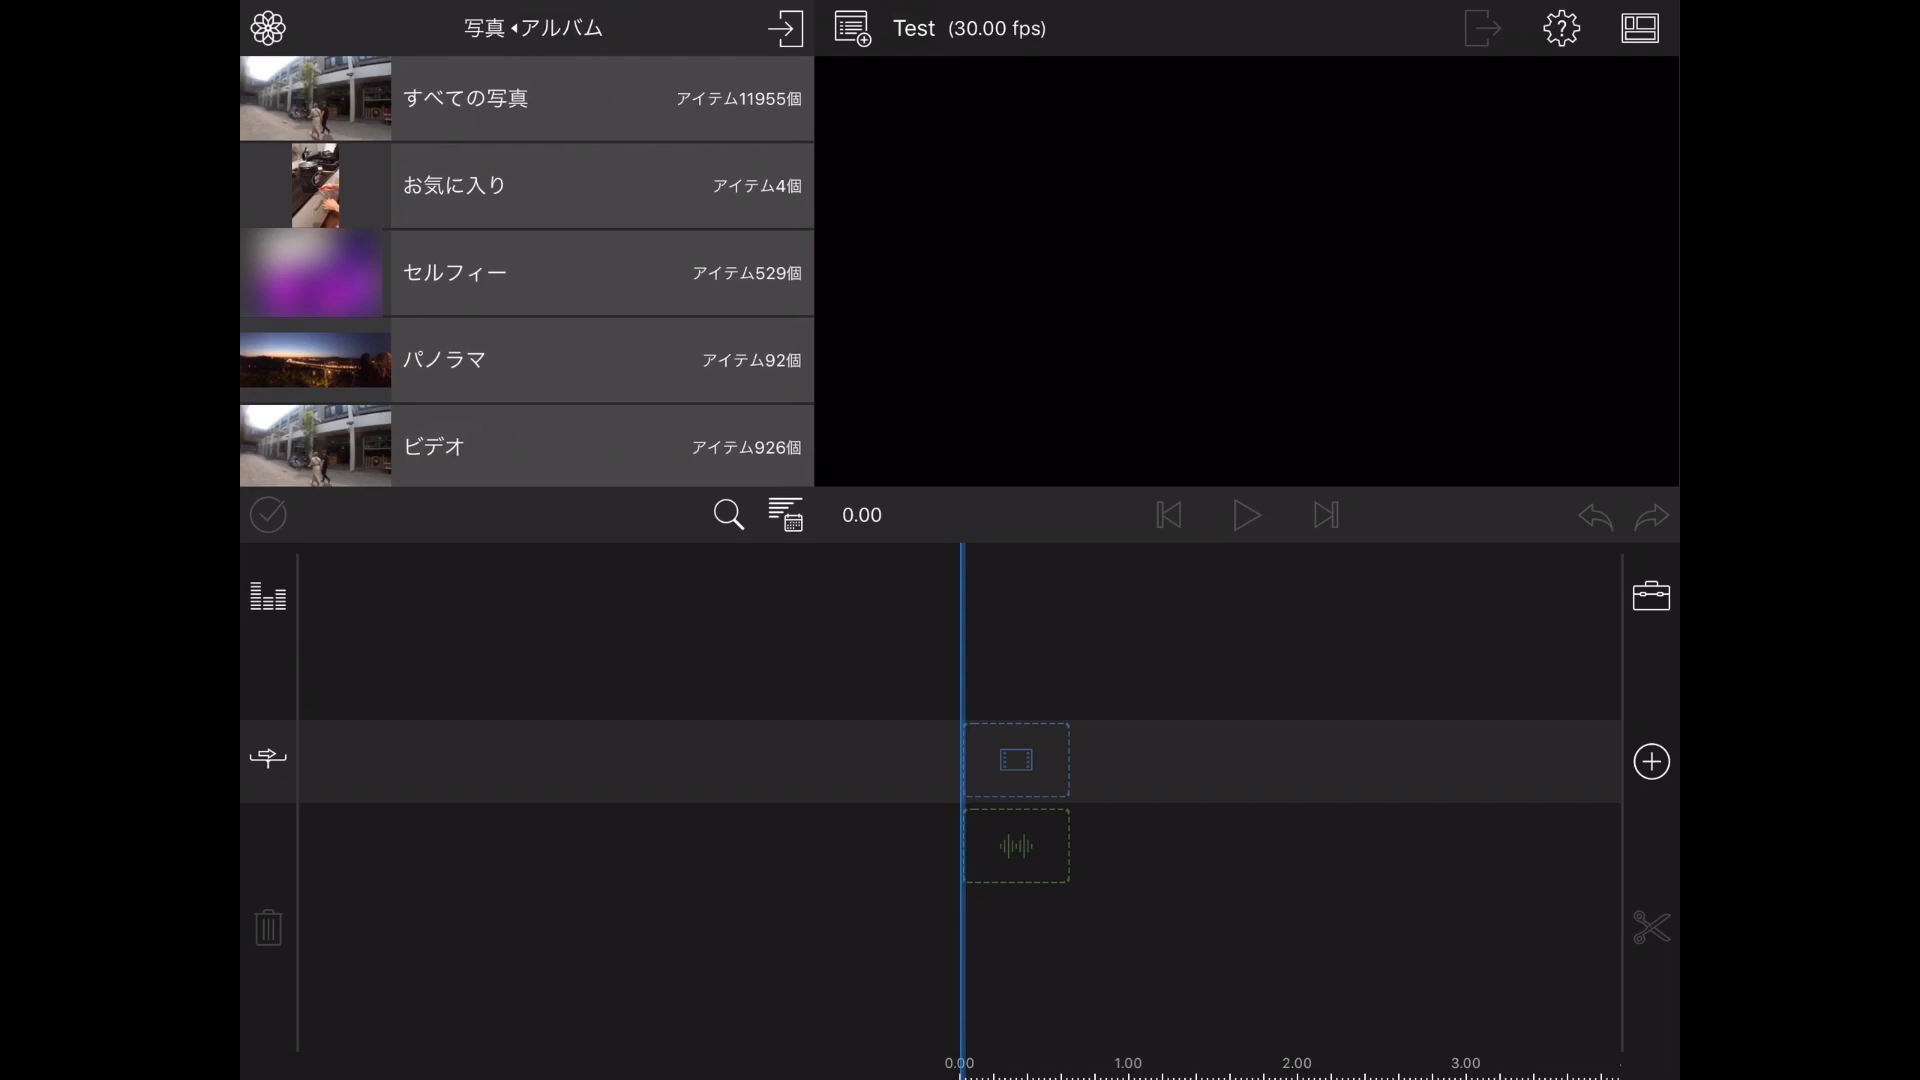 写真◂アルバム
Test (30.00 fps)
すべての写真 アイテム11955個
お気に入り アイテム4個
セルフィー アイテム529個
パノラマ アイテム92個
ビデオ アイテム926個
0.00
0.00 1.00 2.00 3.00